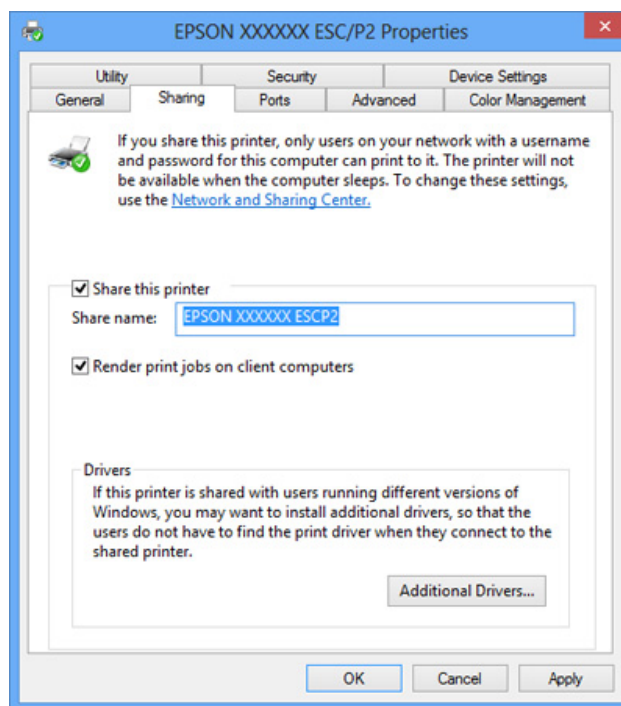 EPSON XXXXXX ESC/P2 Properties
Utility Security Device Settings
General Sharing Ports Advanced Color Management
If you share this printer, only users on your network with a username
and password for this computer can print to it. The printer will not
be available when the computer sleeps. To change these settings,
use the Network and Sharing Center.
Share this printer
Share name: EPSON XXXXXX ESCP2
Render print jobs on client computers
Drivers
If this printer is shared with users running different versions of
Windows, you may want to install additional drivers, so that the
users do not have to find the print driver when they connect to the
shared printer.
Additional Drivers...
OK Cancel Apply